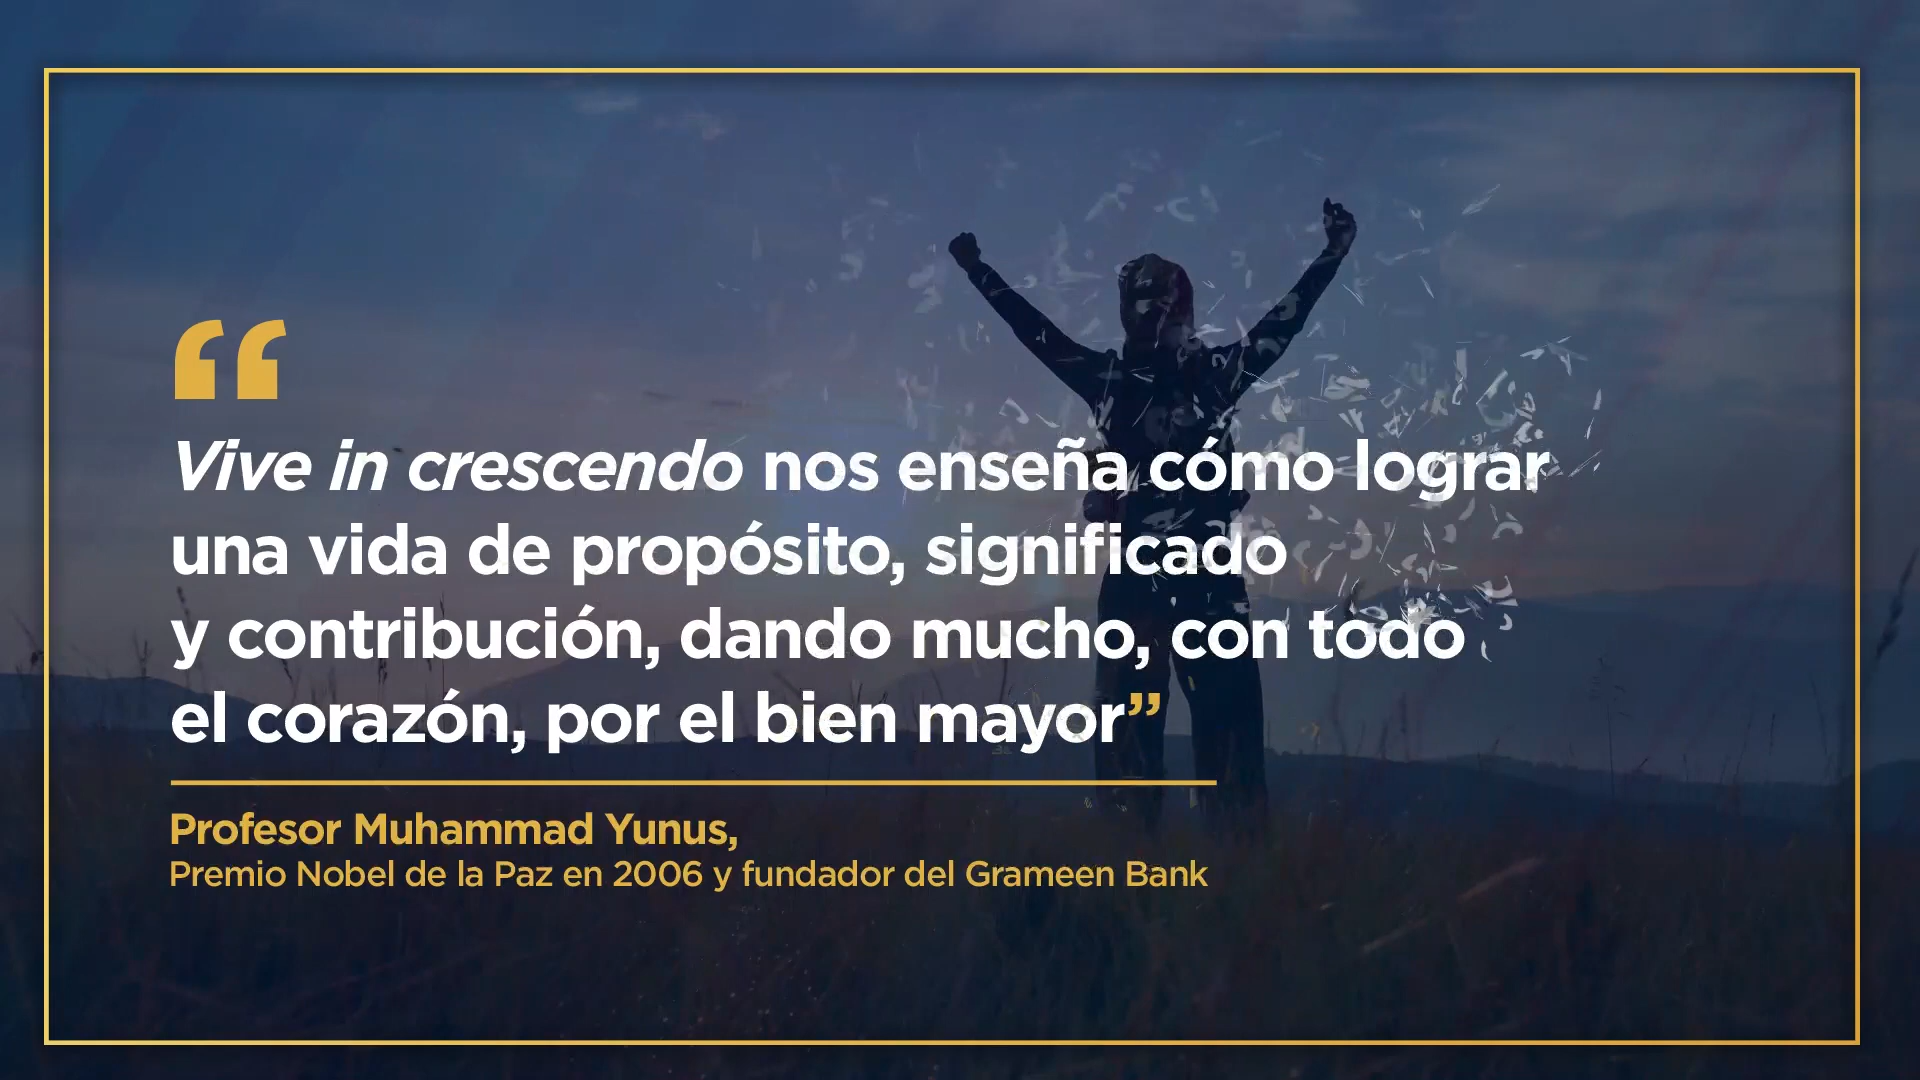 “
Vive in crescendo nos enseña cómo lograr
una vida de propósito, significado
y contribución, dando mucho, con todo
el corazón, por el bien mayor”
Profesor Muhammad Yunus,
Premio Nobel de la Paz en 2006 y fundador del Grameen Bank